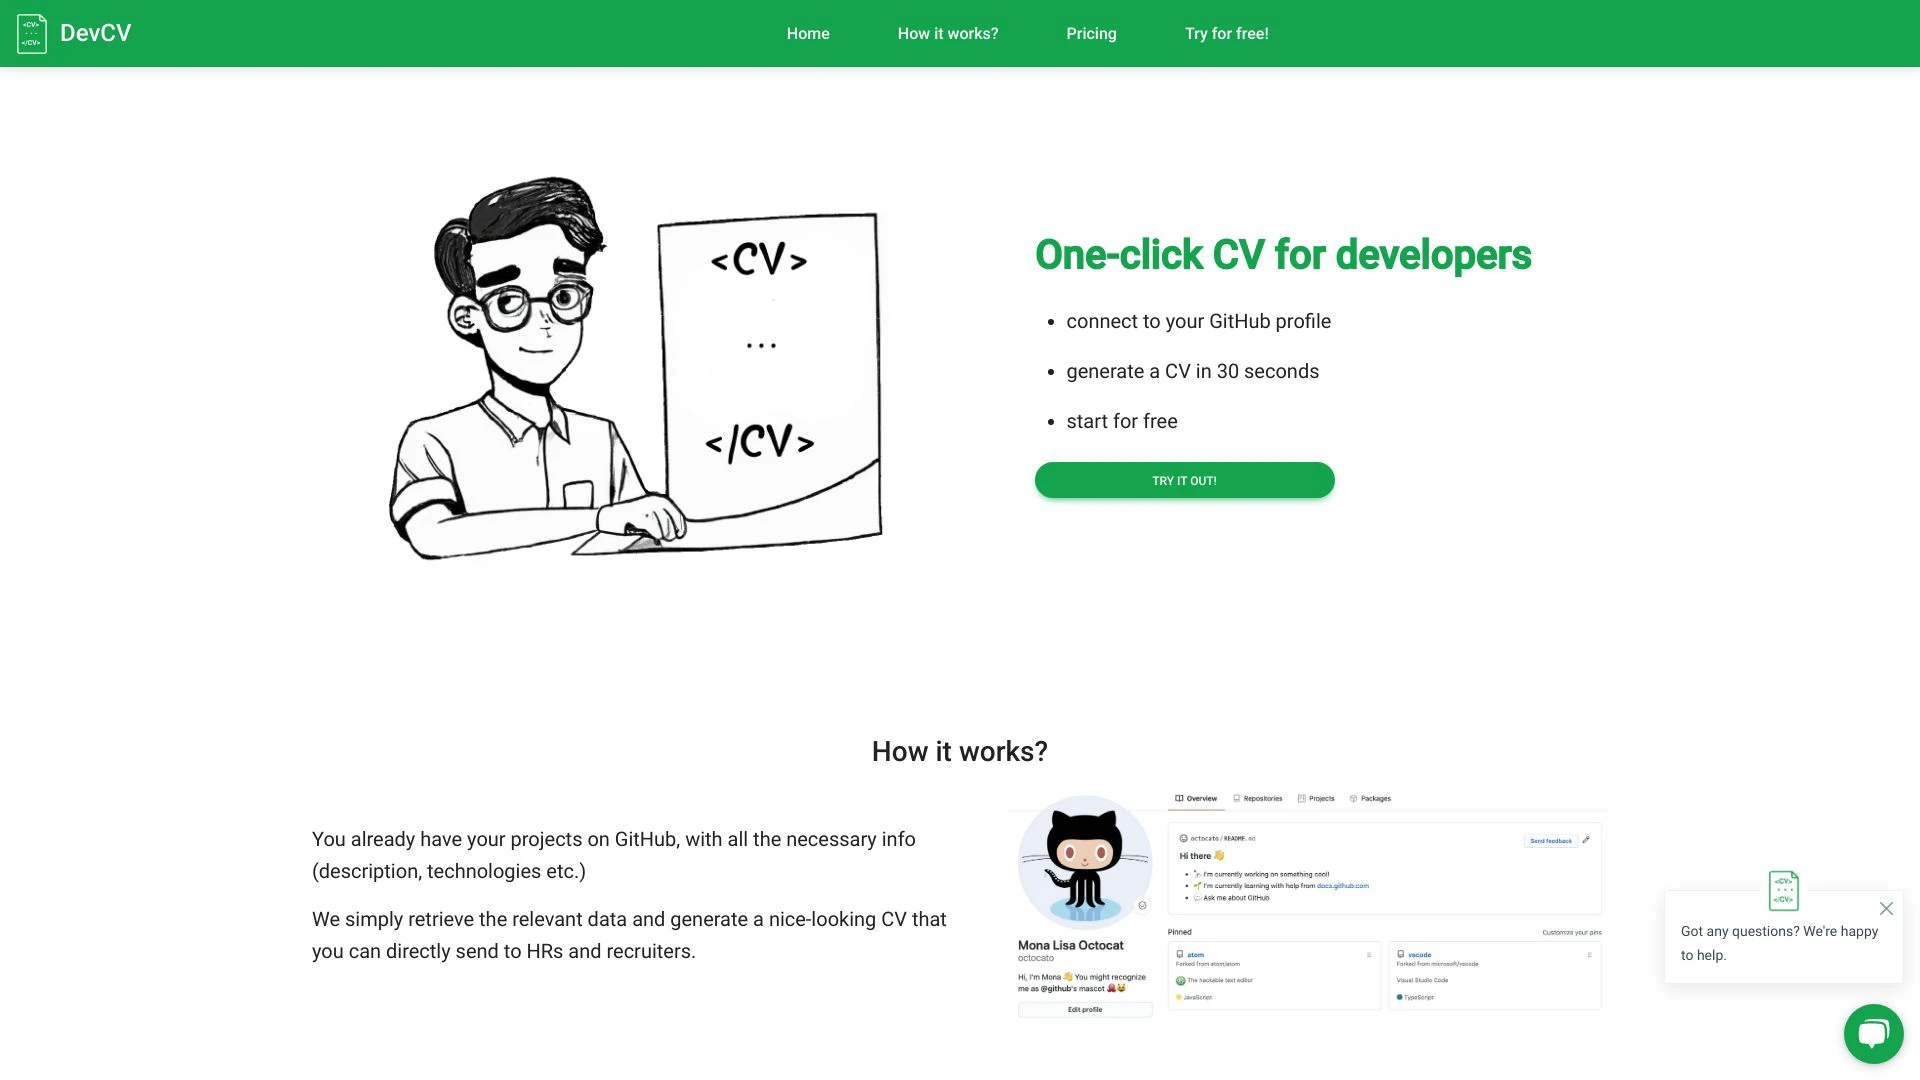 <CV>
...
</CV>
DevCV
Home
How it works?
Pricing
Try for free!
<CV>
...
</CV>
One-click CV for developers
• connect to your GitHub profile
• generate a CV in 30 seconds
• start for free
TRY IT OUT!
How it works?
You already have your projects on GitHub, with all the necessary info
(description, technologies etc.)
We simply retrieve the relevant data and generate a nice-looking CV that
you can directly send to HRs and recruiters.
Overview
Repositories
Projects
Packages
octocato/README.md
Send feedback
Hi there 👋
• 🔭 I'm currently working on something cool!
• 🌱 I'm currently learning with help from docs.github.com
• 💬 Ask me about GitHub
Mona Lisa Octocat
octocato
Hi, I'm Mona 👋 You might recognize
me as @github's mascot 🐙😺
Edit profile
Pinned
Customize your pins
atom
Forked from atom/atom
The hackable text editor
JavaScript
vscode
Forked from microsoft/vscode
Visual Studio Code
TypeScript
<CV>
...
</CV>
Got any questions? We're happy
to help.